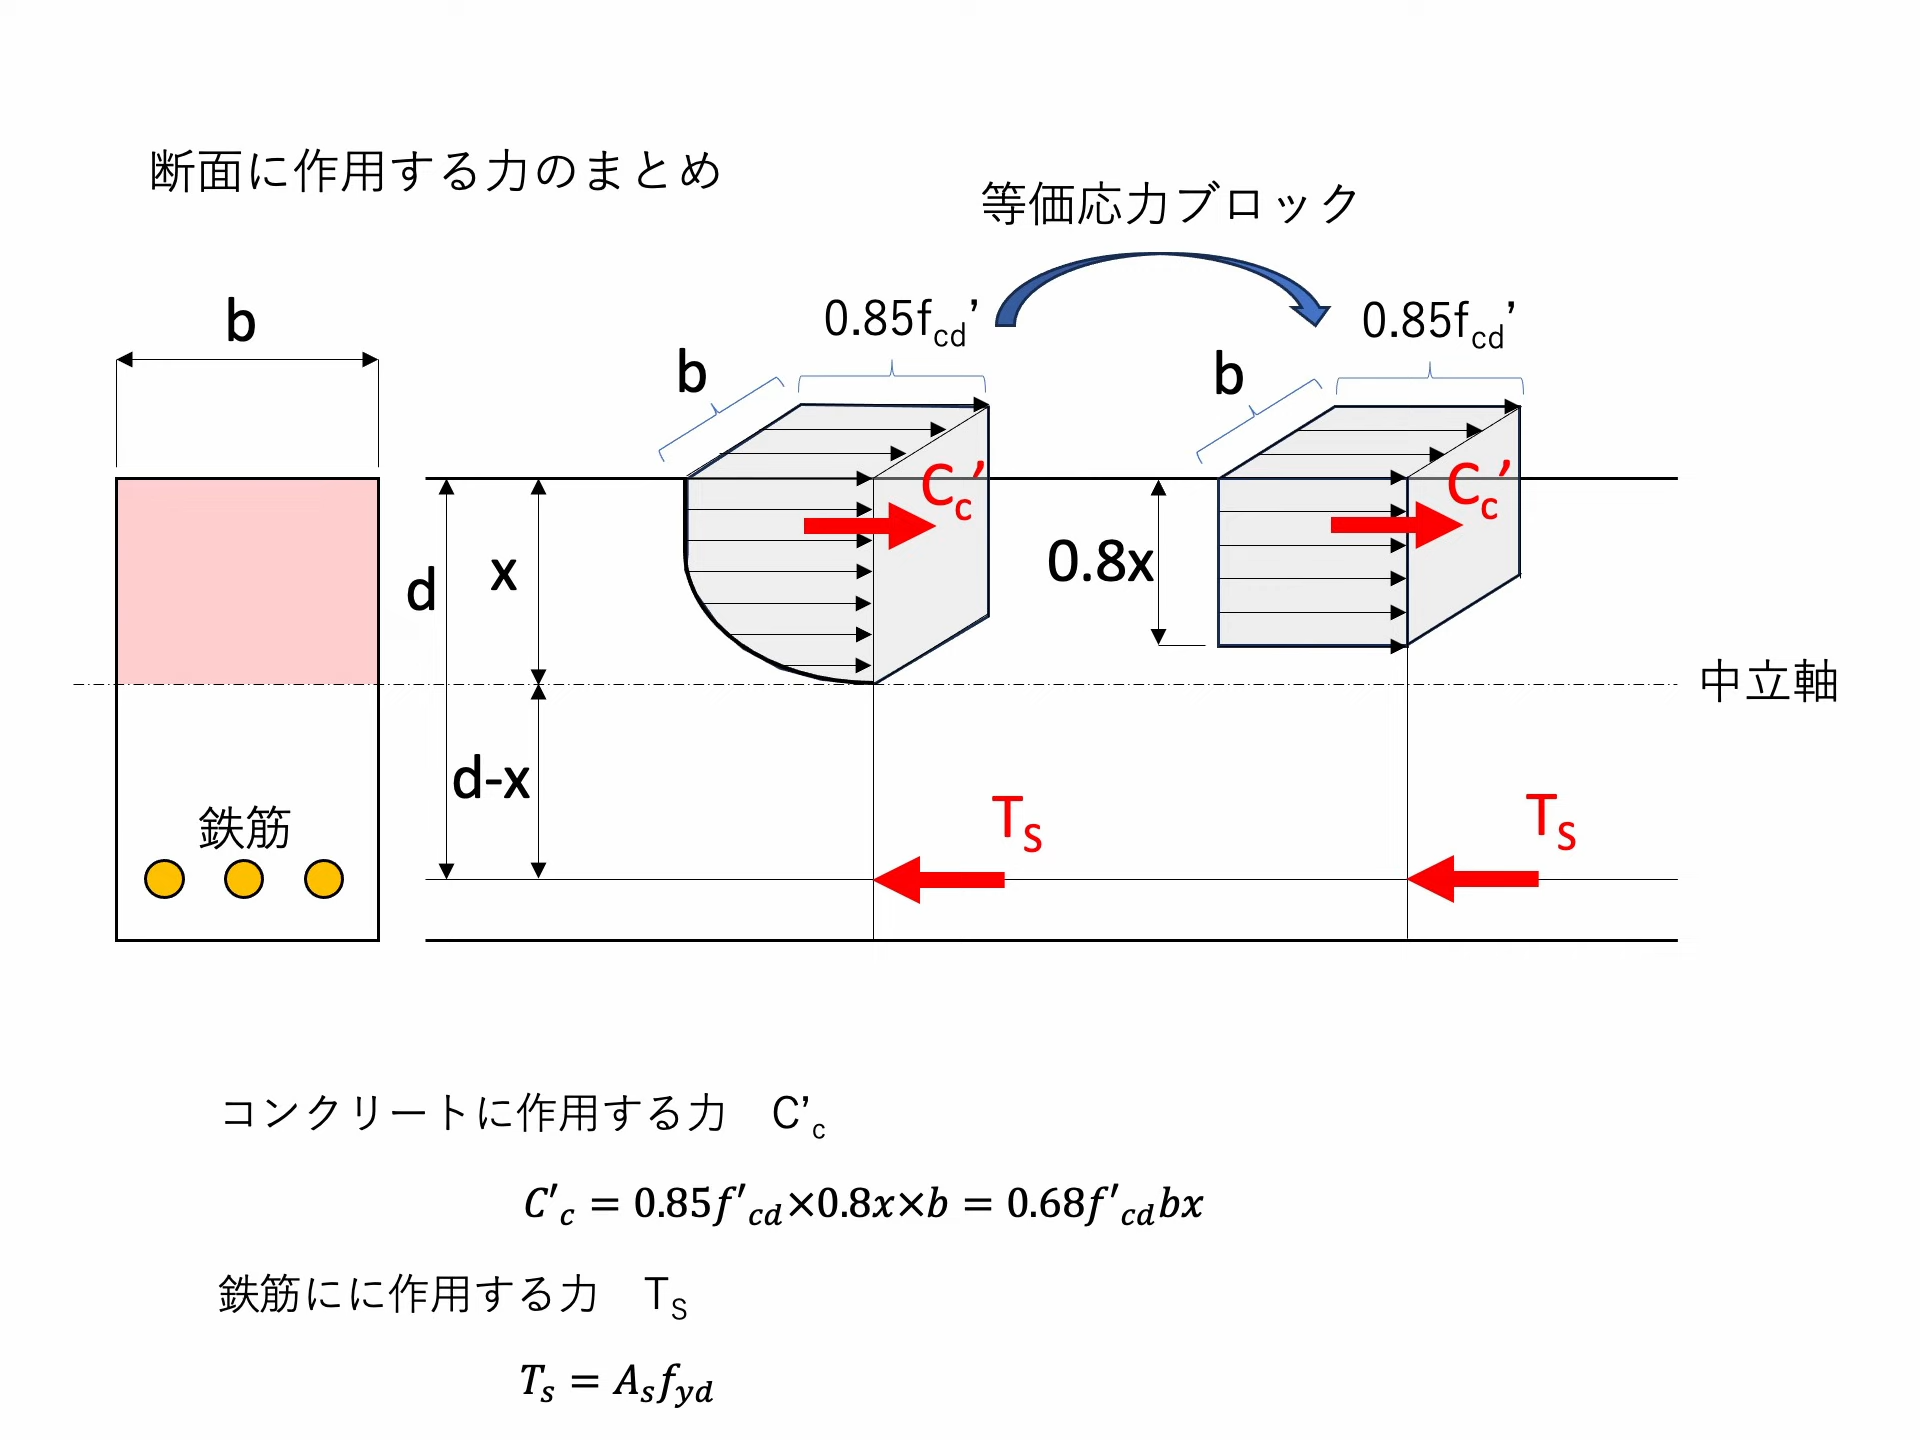 断面に作用する力のまとめ
等価応力ブロック
b
b
0.85fcd’
b
0.85fcd’
d
x
Cc’
0.8x
Cc’
中立軸
d-x
鉄筋
TS
TS
コンクリートに作用する力　C’c
C′c = 0.85f′cd×0.8x×b = 0.68f′cdbx
鉄筋にに作用する力　TS
Ts = Asfyd